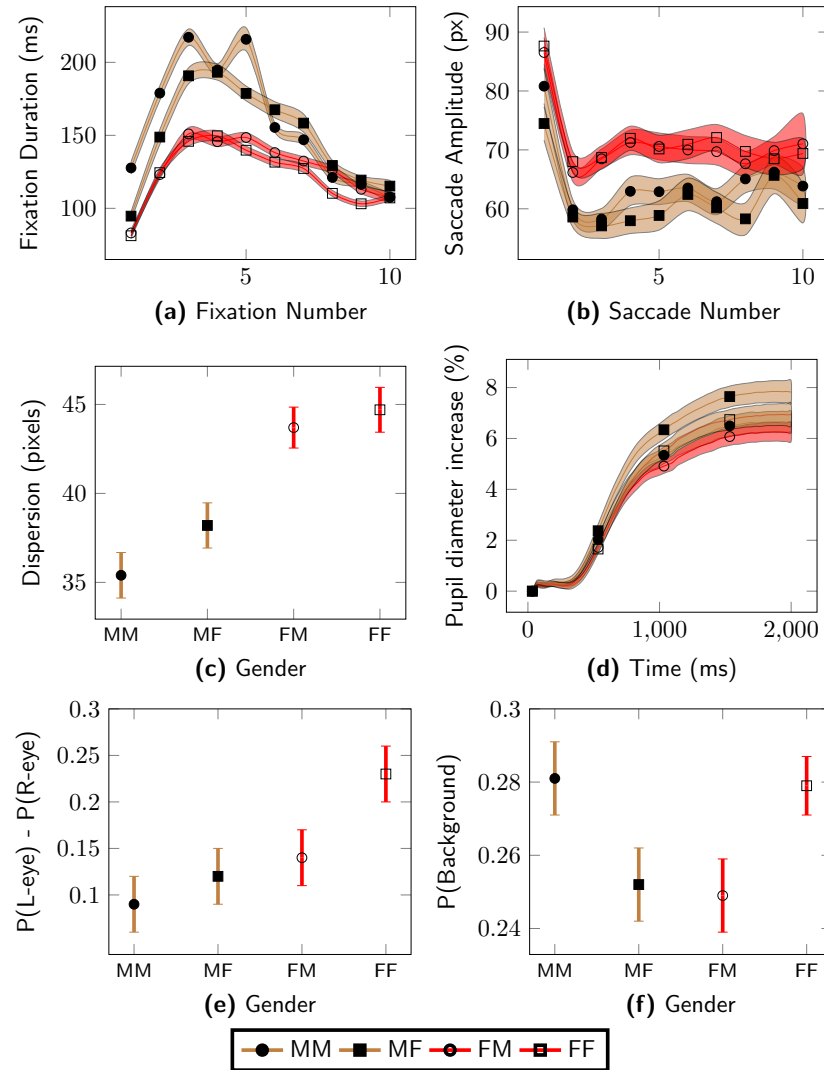 200
150
100
5
10
Fixation Duration (ms)
(a) Fixation Number
90
80
70
60
5
10
Saccade Amplitude (px)
(b) Saccade Number
45
40
35
MM MF FM FF
Dispersion (pixels)
(c) Gender
8
6
4
2
0
0
1,000
2,000
Pupil diameter increase (%)
(d) Time (ms)
0.3
0.25
0.2
0.15
0.1
MM MF FM FF
P(L-eye) - P(R-eye)
(e) Gender
0.3
0.28
0.26
0.24
MM MF FM FF
P(Background)
(f) Gender
MM MF FM FF